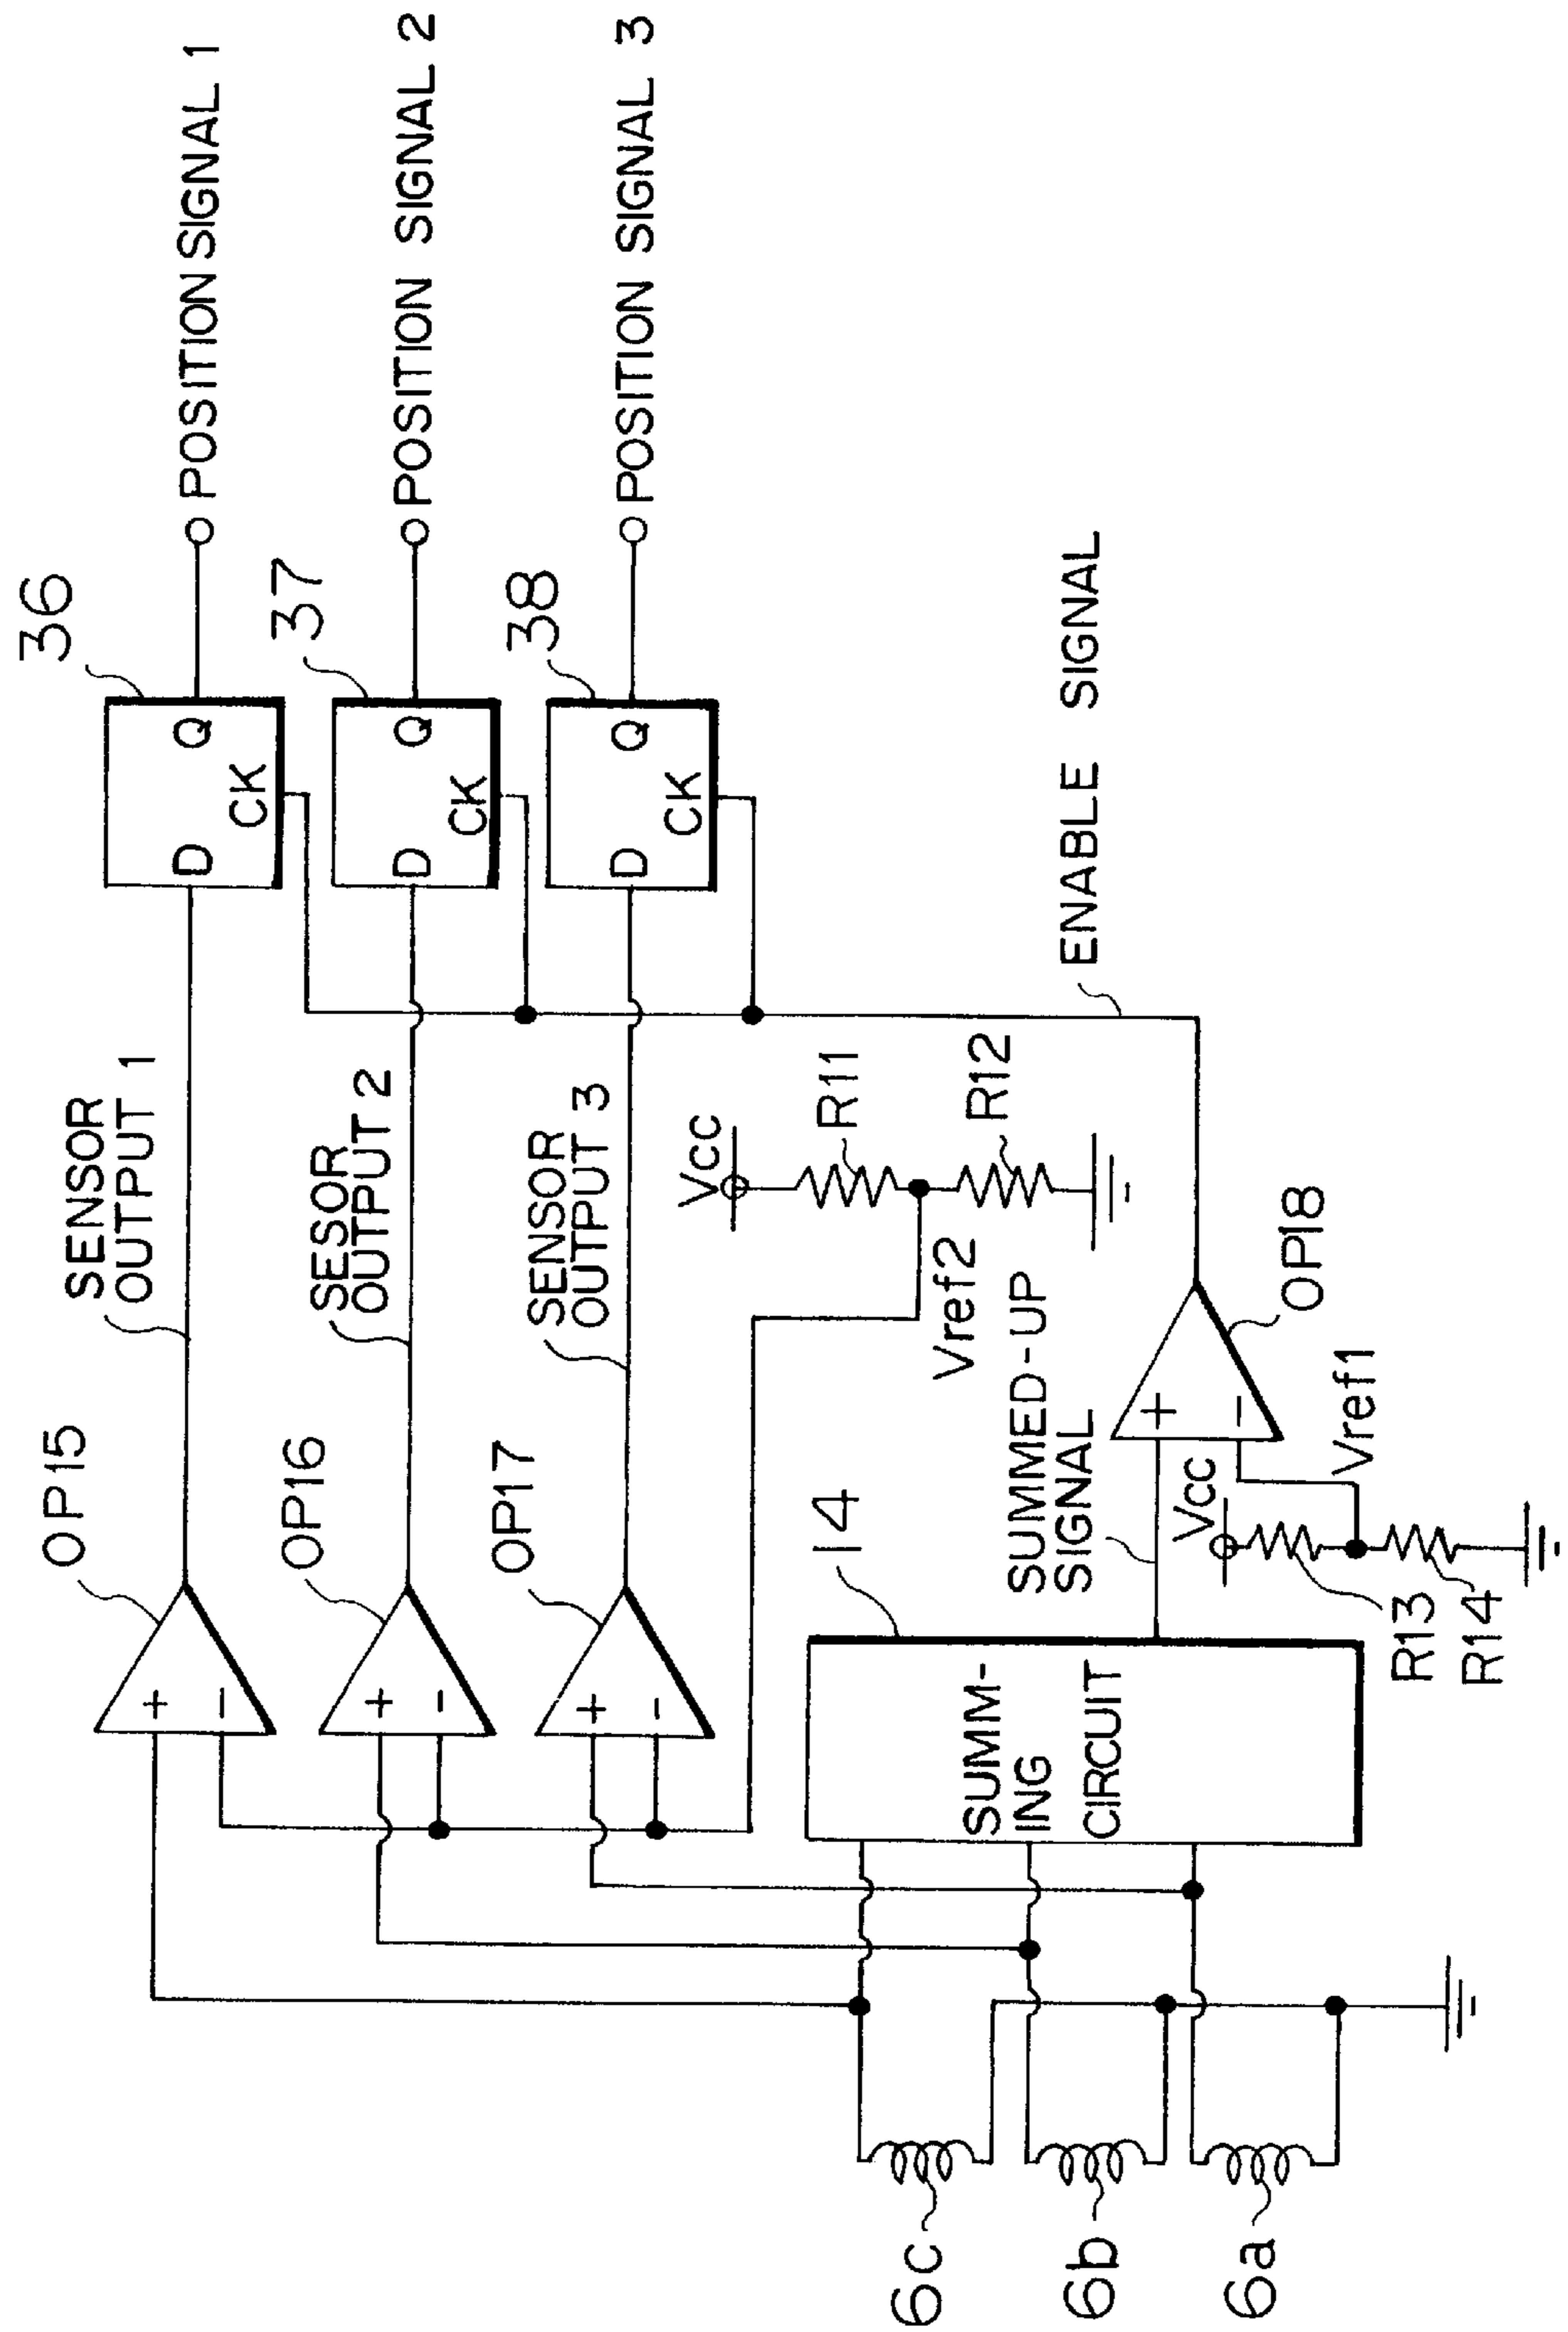 36
POSITION SIGNAL 1
D
Q
CK
37
POSITION SIGNAL 2
D
Q
CK
38
POSITION SIGNAL 3
D
Q
CK
OP15
+
−
SENSOR
OUTPUT 1
OP16
+
−
SESOR
OUTPUT 2
OP17
+
−
SENSOR
OUTPUT 3
Vcc
R11
R12
Vref2
ENABLE SIGNAL
14
SUMM-
ING
CIRCUIT
SUMMED-UP
SIGNAL
+
−
OP18
Vcc
Vref1
R13
R14
6c
6b
6a